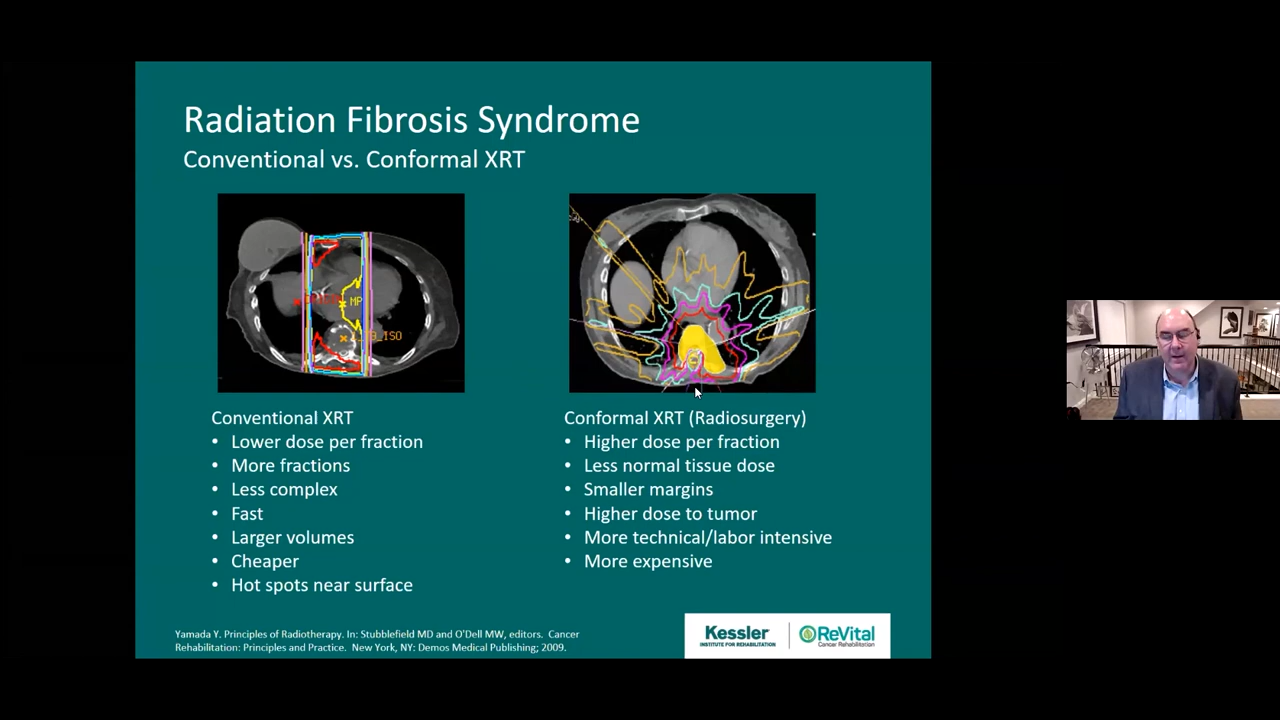 Radiation Fibrosis Syndrome
Conventional vs. Conformal XRT
MP
ISO
Conventional XRT
• Lower dose per fraction
• More fractions
• Less complex
• Fast
• Larger volumes
• Cheaper
• Hot spots near surface
Conformal XRT (Radiosurgery)
• Higher dose per fraction
• Less normal tissue dose
• Smaller margins
• Higher dose to tumor
• More technical/labor intensive
• More expensive
Yamada Y. Principles of Radiotherapy. In: Stubblefield MD and O'Dell MW, editors. Cancer
Rehabilitation: Principles and Practice. New York, NY: Demos Medical Publishing; 2009.
Kessler
INSTITUTE FOR REHABILITATION
ReVital
Cancer Rehabilitation